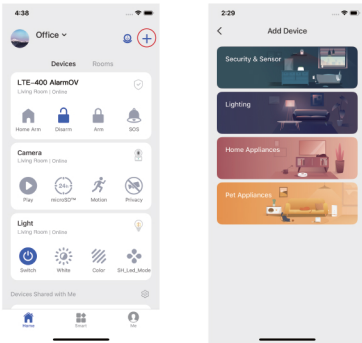 4:38
Office
Devices Rooms
LTE-400 AlarmOV
Living Room | Online
Home Arm Disarm Arm SOS
Camera
Living Room | Online
24h
Play microSD™ Motion Privacy
Light
Living Room | Online
Switch White Color SH_Led_Mode
Devices Shared with Me
Home Smart Me
2:29
Add Device
Security & Sensor
Lighting
Home Appliances
Pet Appliances